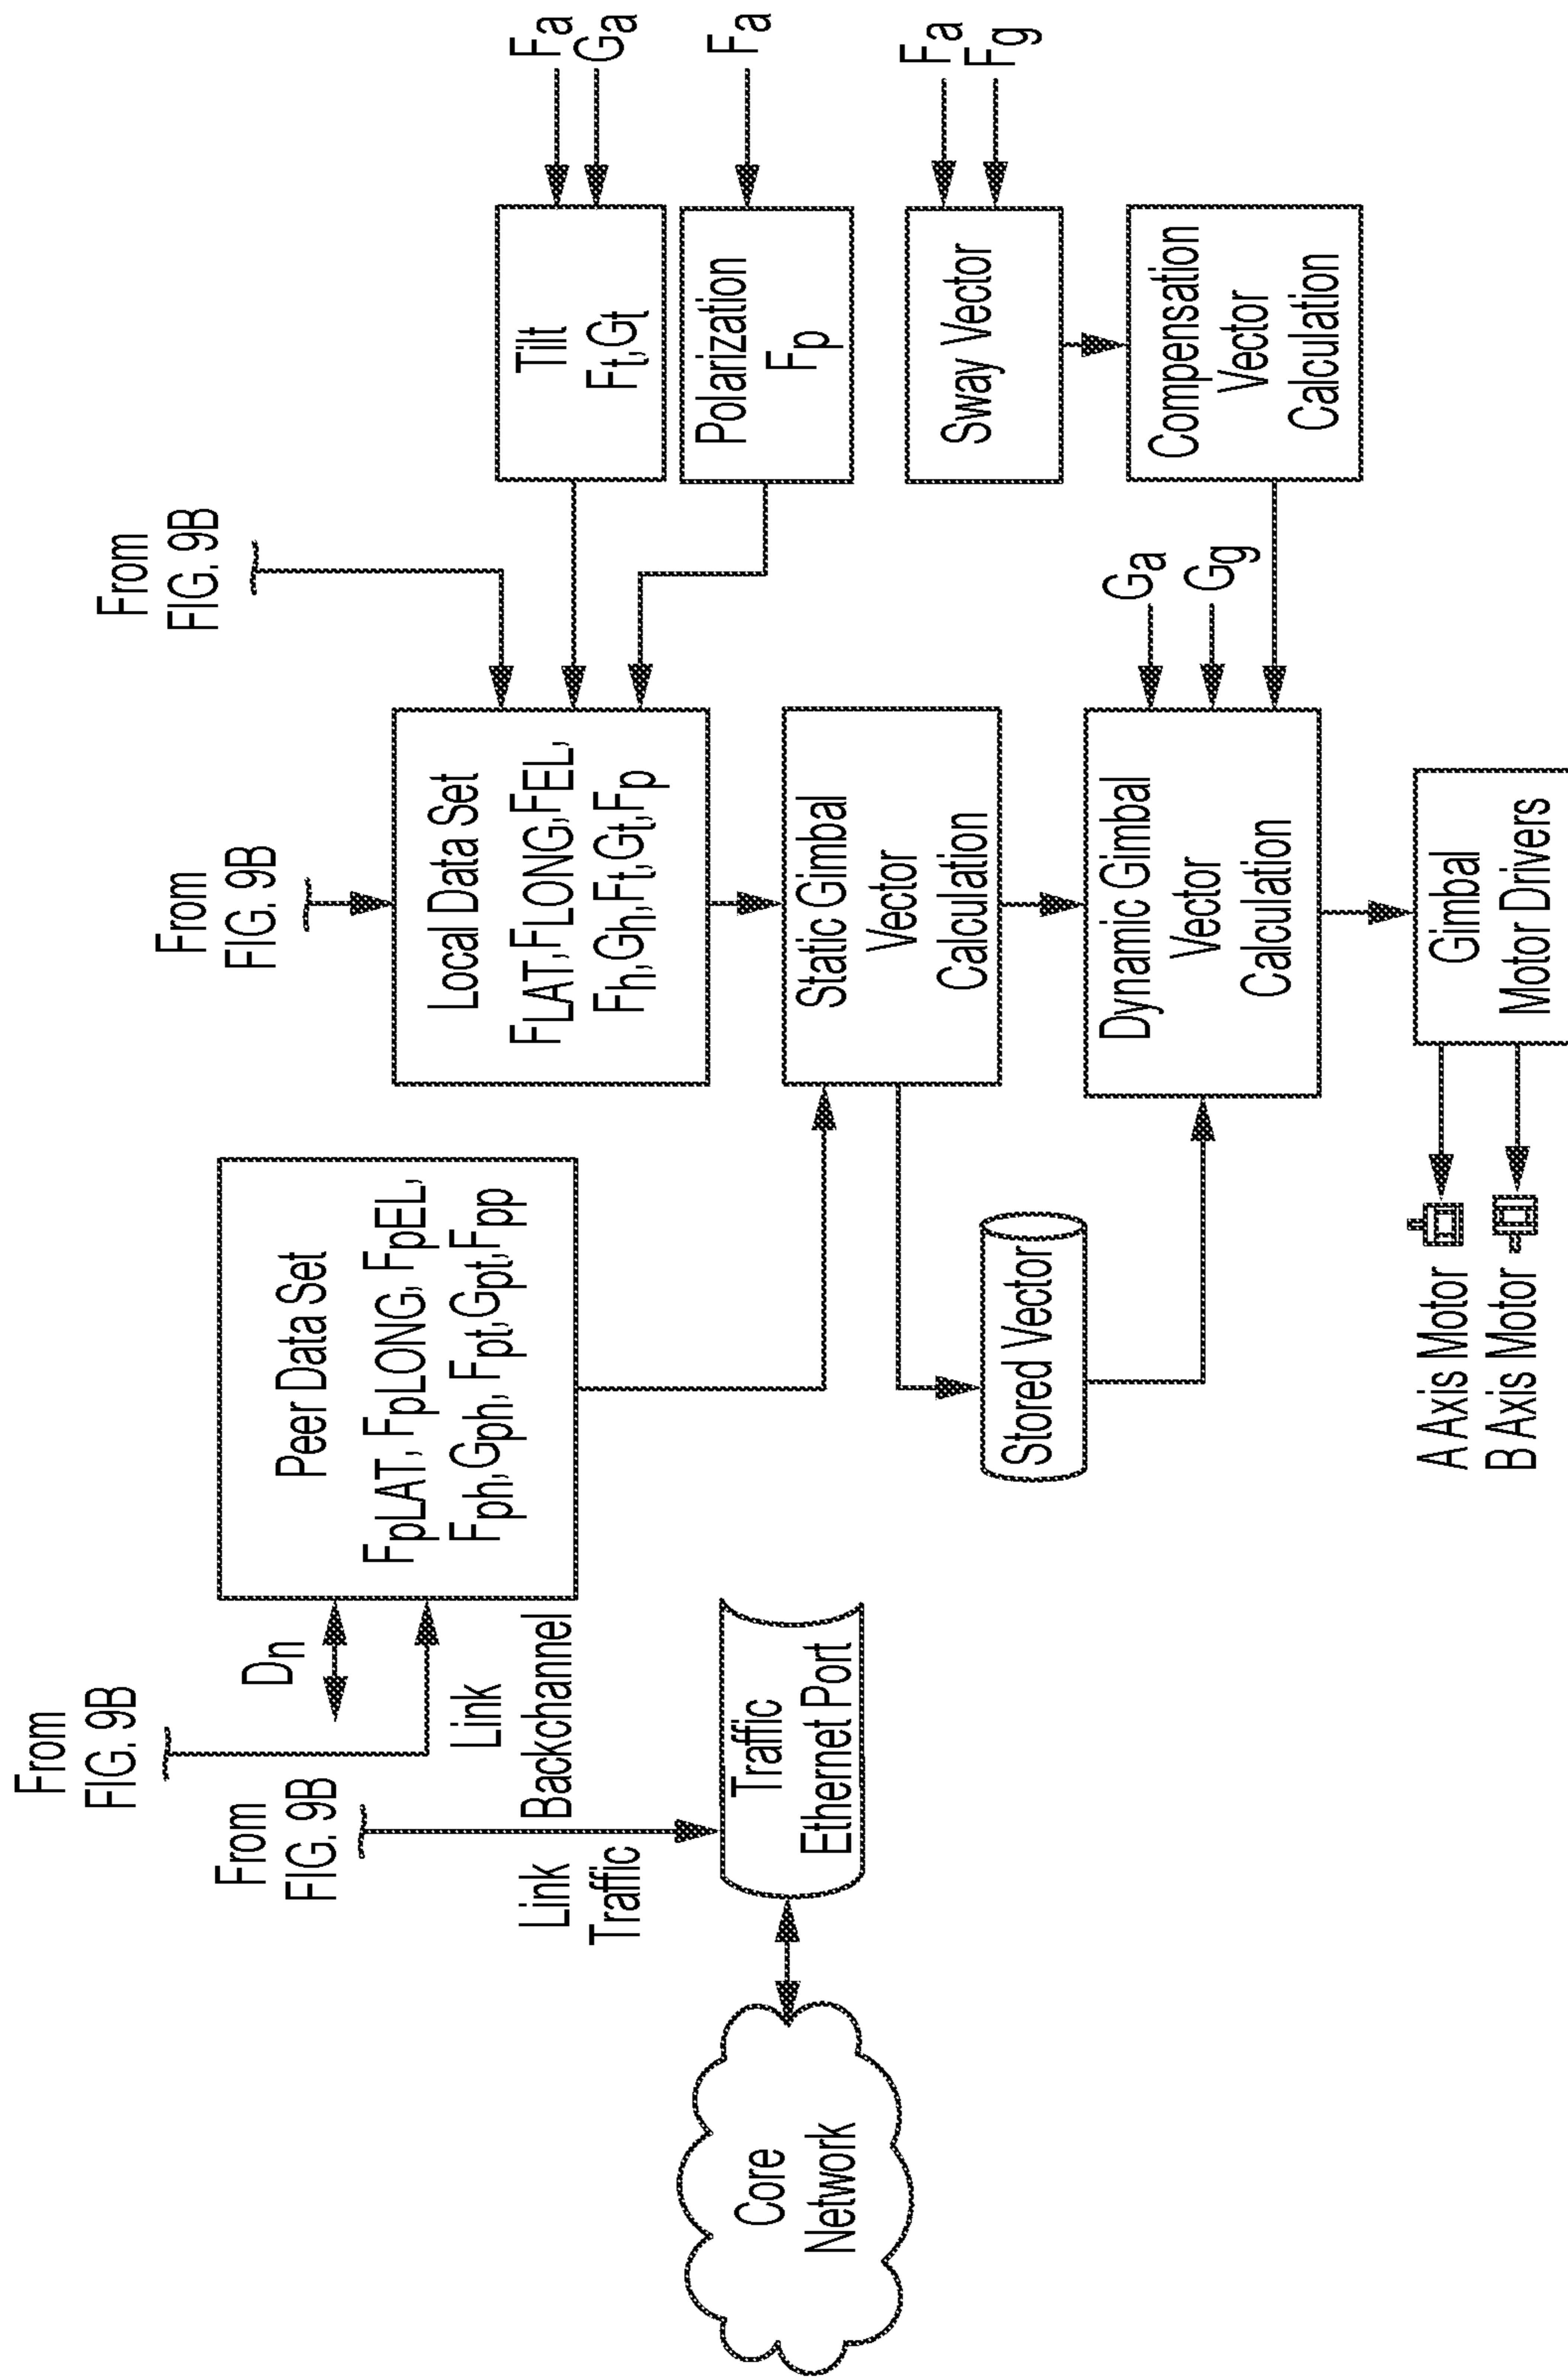 From
FIG. 9B
From
FIG. 9B
From
FIG. 9B
From
FIG. 9B
Dn
Link
Backchannel
Link
Traffic
Peer Data Set
FpLAT, FpLONG, FpEL,
Fph,Gph, Fpt,Gpt,Fpp
Local Data Set
FLAT,FLONG,FEL,
Fh,Gh,Ft,Gt,Fp
Tilt
Ft,Gt
Fa
Ga
Polarization
Fp
Fa
Core
Network
Traffic
Ethernet Port
Static Gimbal
Vector
Calculation
Sway Vector
Fa
Fg
Stored Vector
Dynamic Gimbal
Vector
Calculation
Ga
Gg
Compensation
Vector
Calculation
A Axis Motor
B Axis Motor
Gimbal
Motor Drivers